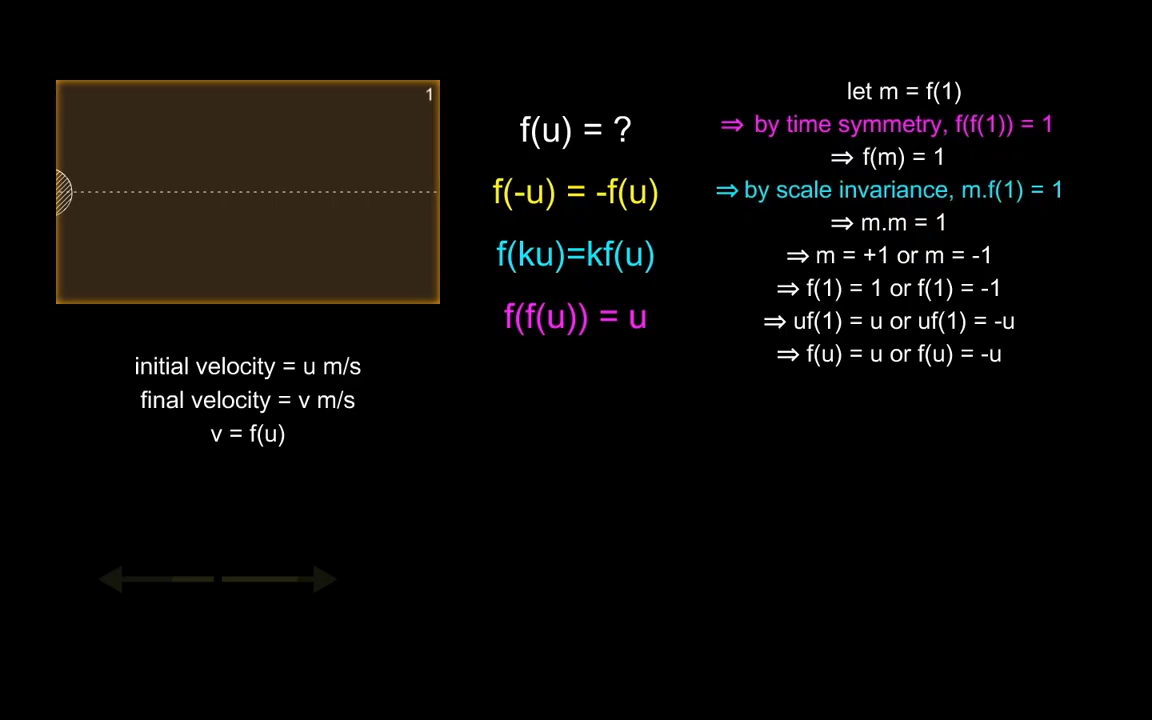 1
initial velocity = u m/s
final velocity = v m/s
v = f(u)
f(u) = ?
f(-u) = -f(u)
f(ku)=kf(u)
f(f(u)) = u
let m = f(1)
⇒ by time symmetry, f(f(1)) = 1
⇒ f(m) = 1
⇒ by scale invariance, m.f(1) = 1
⇒ m.m = 1
⇒ m = +1 or m = -1
⇒ f(1) = 1 or f(1) = -1
⇒ uf(1) = u or uf(1) = -u
⇒ f(u) = u or f(u) = -u